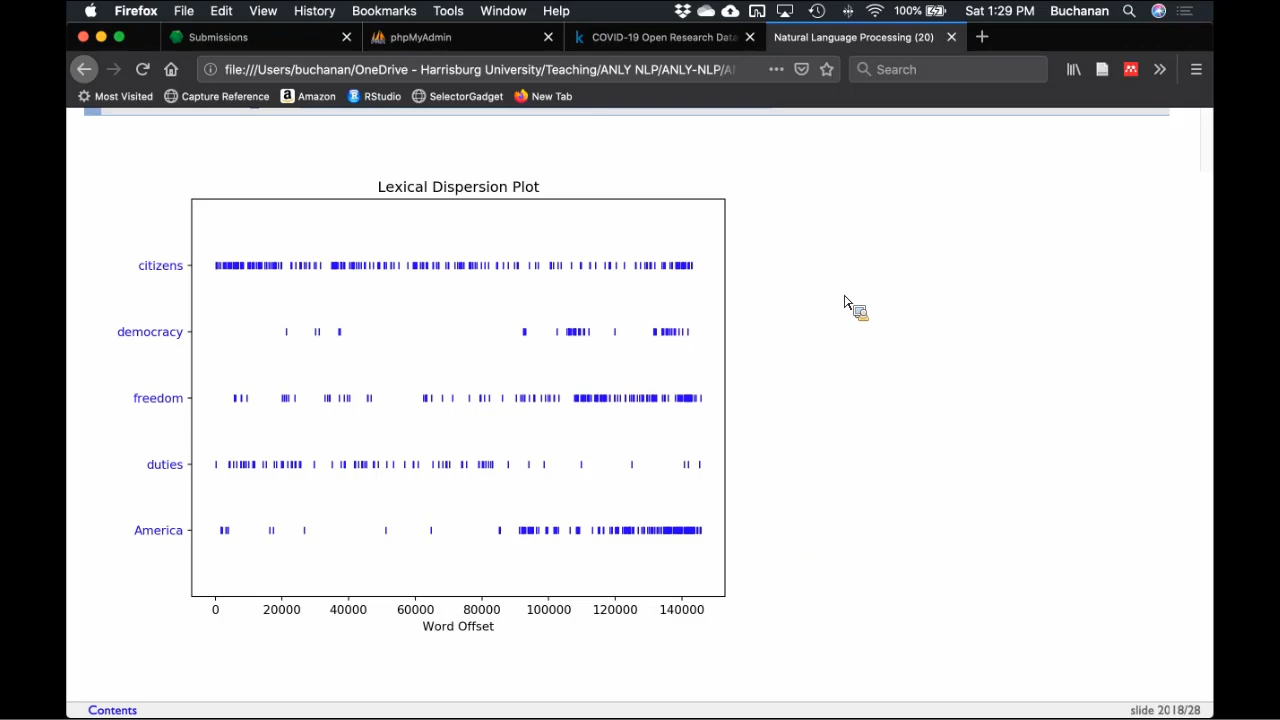 Firefox File Edit View History Bookmarks Tools Window Help 100% Sat 1:29 PM Buchanan
Submissions phpMyAdmin COVID-19 Open Research Data Natural Language Processing (20)
file:///Users/buchanan/OneDrive - Harrisburg University/Teaching/ANLY NLP/ANLY-NLP/A Search
Most Visited Capture Reference Amazon RStudio SelectorGadget New Tab
Lexical Dispersion Plot
citizens
democracy
freedom
duties
America
0 20000 40000 60000 80000 100000 120000 140000
Word Offset
Contents slide 2018/28